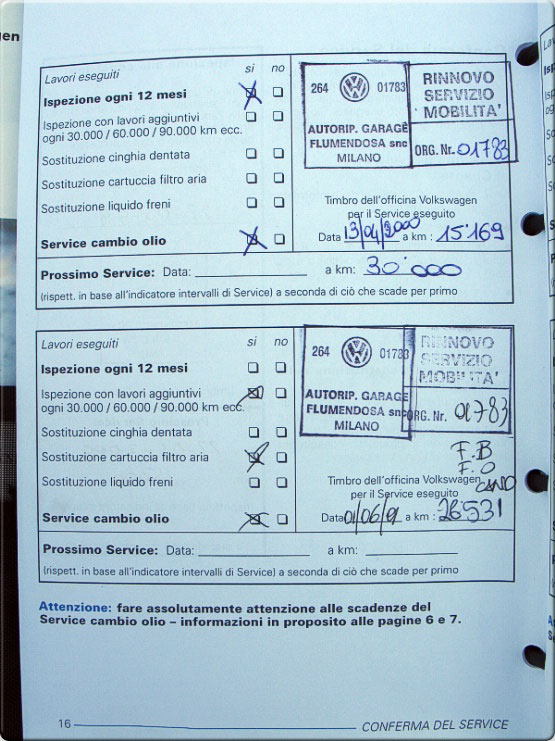 gen
Lavori eseguiti si no
Ispezione ogni 12 mesi
Ispezione con lavori aggiuntivi
ogni 30.000 / 60.000 / 90.000 km ecc.
Sostituzione cinghia dentata
Sostituzione cartuccia filtro aria
Sostituzione liquido freni
Service cambio olio
264 01783
AUTORIP. GARAGE
FLUMENDOSA snc
MILANO
RINNOVO
SERVIZIO
MOBILITA'
ORG. Nr. 01783
Timbro dell'officina Volkswagen
per il Service eseguito
Data 13/04/2000 a km : 15'169
Prossimo Service: Data: a km: 30'000
(rispett. in base all'indicatore intervalli di Service) a seconda di ciò che scade per primo
Lavori eseguiti si no
Ispezione ogni 12 mesi
Ispezione con lavori aggiuntivi
ogni 30.000 / 60.000 / 90.000 km ecc.
Sostituzione cinghia dentata
Sostituzione cartuccia filtro aria
Sostituzione liquido freni
Service cambio olio
264 01783
AUTORIP. GARAGE
FLUMENDOSA snc
MILANO
RINNOVO
SERVIZIO
MOBILITA'
ORG. Nr. 01783
F.B
F.O
Timbro dell'officina Volkswagen
per il Service eseguito
Data 01/06/ a km : 26'531
Prossimo Service: Data: a km:
(rispett. in base all'indicatore intervalli di Service) a seconda di ciò che scade per primo
Attenzione: fare assolutamente attenzione alle scadenze del
Service cambio olio – informazioni in proposito alle pagine 6 e 7.
16 CONFERMA DEL SERVICE